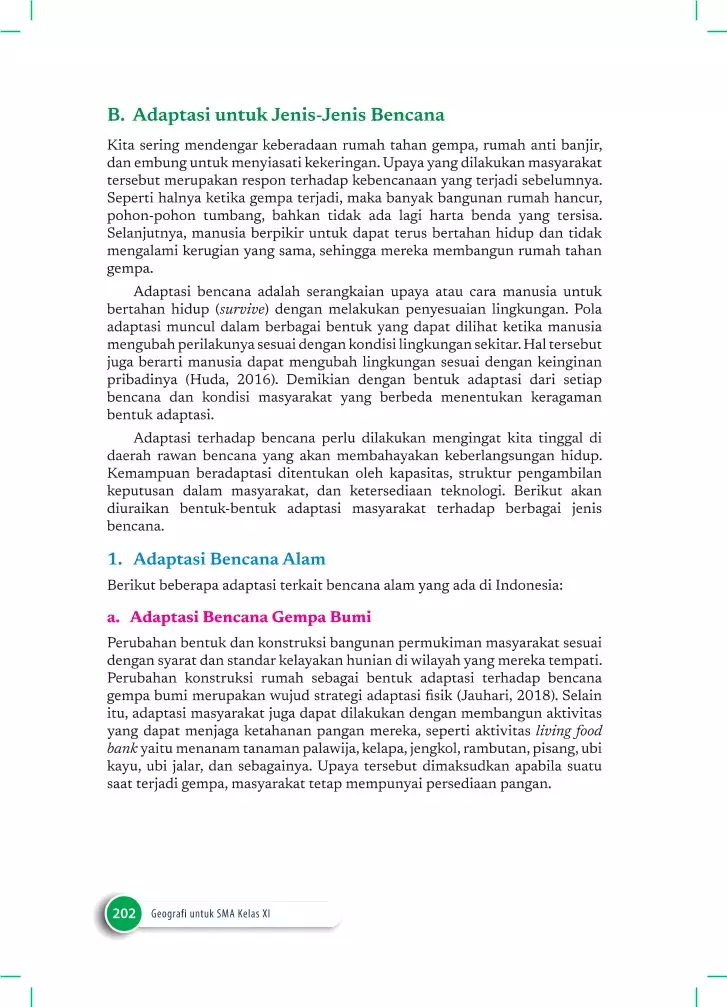 B. Adaptasi untuk Jenis-Jenis Bencana
Kita sering mendengar keberadaan rumah tahan gempa, rumah anti banjir,
dan embung untuk menyiasati kekeringan. Upaya yang dilakukan masyarakat
tersebut merupakan respon terhadap kebencanaan yang terjadi sebelumnya.
Seperti halnya ketika gempa terjadi, maka banyak bangunan rumah hancur,
pohon-pohon tumbang, bahkan tidak ada lagi harta benda yang tersisa.
Selanjutnya, manusia berpikir untuk dapat terus bertahan hidup dan tidak
mengalami kerugian yang sama, sehingga mereka membangun rumah tahan
gempa.
Adaptasi bencana adalah serangkaian upaya atau cara manusia untuk
bertahan hidup (survive) dengan melakukan penyesuaian lingkungan. Pola
adaptasi muncul dalam berbagai bentuk yang dapat dilihat ketika manusia
mengubah perilakunya sesuai dengan kondisi lingkungan sekitar. Hal tersebut
juga berarti manusia dapat mengubah lingkungan sesuai dengan keinginan
pribadinya (Huda, 2016). Demikian dengan bentuk adaptasi dari setiap
bencana dan kondisi masyarakat yang berbeda menentukan keragaman
bentuk adaptasi.
Adaptasi terhadap bencana perlu dilakukan mengingat kita tinggal di
daerah rawan bencana yang akan membahayakan keberlangsungan hidup.
Kemampuan beradaptasi ditentukan oleh kapasitas, struktur pengambilan
keputusan dalam masyarakat, dan ketersediaan teknologi. Berikut akan
diuraikan bentuk-bentuk adaptasi masyarakat terhadap berbagai jenis
bencana.
1. Adaptasi Bencana Alam
Berikut beberapa adaptasi terkait bencana alam yang ada di Indonesia:
a. Adaptasi Bencana Gempa Bumi
Perubahan bentuk dan konstruksi bangunan permukiman masyarakat sesuai
dengan syarat dan standar kelayakan hunian di wilayah yang mereka tempati.
Perubahan konstruksi rumah sebagai bentuk adaptasi terhadap bencana
gempa bumi merupakan wujud strategi adaptasi fisik (Jauhari, 2018). Selain
itu, adaptasi masyarakat juga dapat dilakukan dengan membangun aktivitas
yang dapat menjaga ketahanan pangan mereka, seperti aktivitas living food
bank yaitu menanam tanaman palawija, kelapa, jengkol, rambutan, pisang, ubi
kayu, ubi jalar, dan sebagainya. Upaya tersebut dimaksudkan apabila suatu
saat terjadi gempa, masyarakat tetap mempunyai persediaan pangan.
202 Geografi untuk SMA Kelas XI